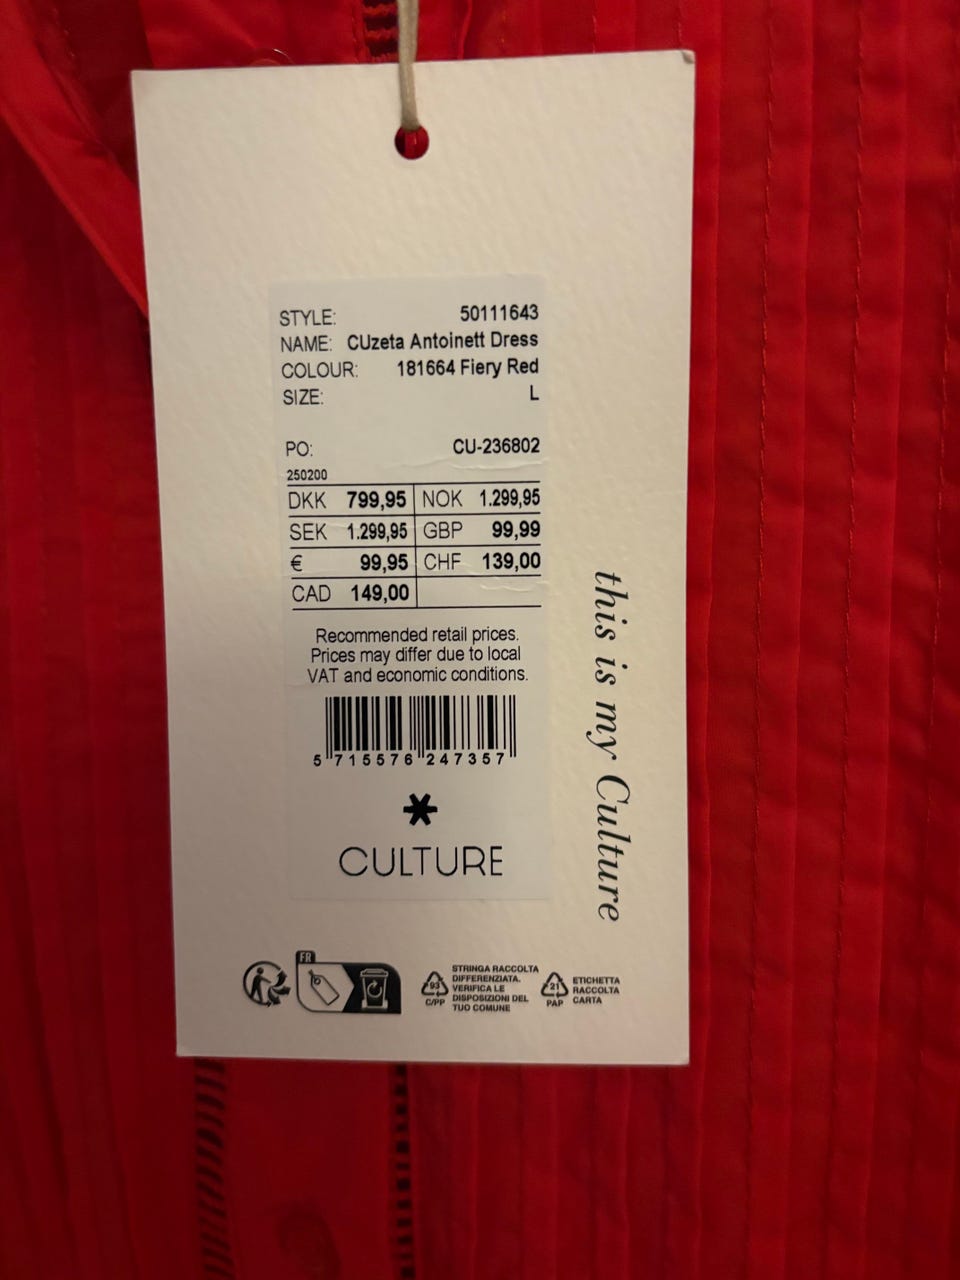 STYLE: 50111643
NAME: CUzeta Antoinett Dress
COLOUR: 181664 Fiery Red
SIZE: L
PO: CU-236802
250200
DKK 799,95 NOK 1.299,95
SEK 1.299,95 GBP 99,99
€ 99,95 CHF 139,00
CAD 149,00
Recommended retail prices.
Prices may differ due to local
VAT and economic conditions.
5 715576 247357
CULTURE
this is my Culture
FR
93
C/PP
STRINGA RACCOLTA
DIFFERENZIATA.
VERIFICA LE
DISPOSIZIONI DEL
TUO COMUNE
21
PAP
ETICHETTA
RACCOLTA
CARTA